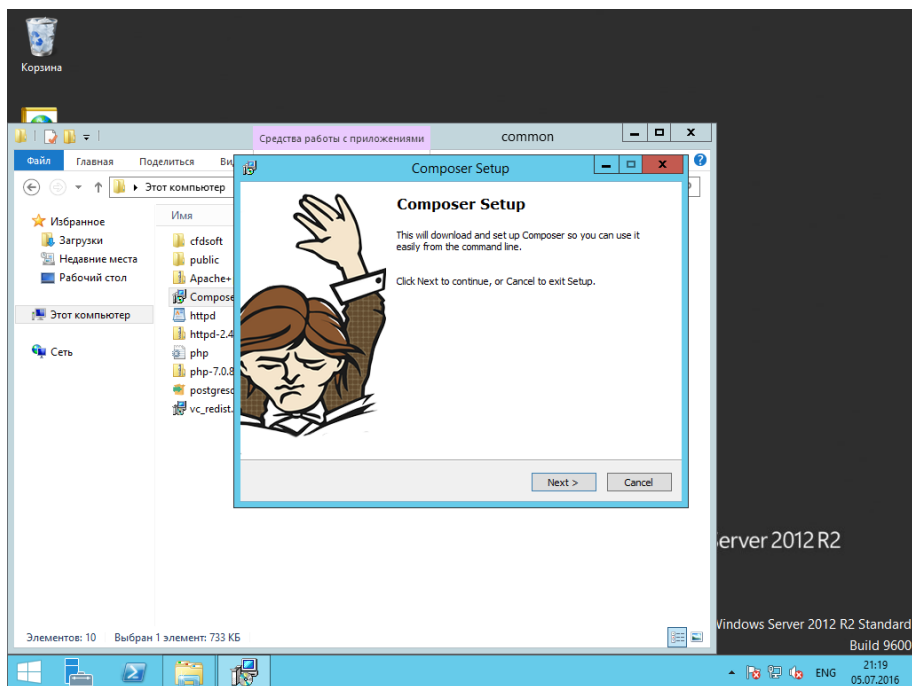 Корзина
Средства работы с приложениями
common
Файл
Главная
Поделиться
Этот компьютер
Composer Setup
Composer Setup
This will download and set up Composer so you can use it
easily from the command line.
Click Next to continue, or Cancel to exit Setup.
Next >
Cancel
Избранное
Загрузки
Недавние места
Рабочий стол
Этот компьютер
Сеть
Имя
cfdsoft
public
Apache+
Compose
httpd
httpd-2.4
php
php-7.0.8
postgres
vc_redist.
Элементов: 10
Выбран 1 элемент: 733 КБ
erver 2012 R2
Windows Server 2012 R2 Standard
Build 9600
ENG
21:19
05.07.2016